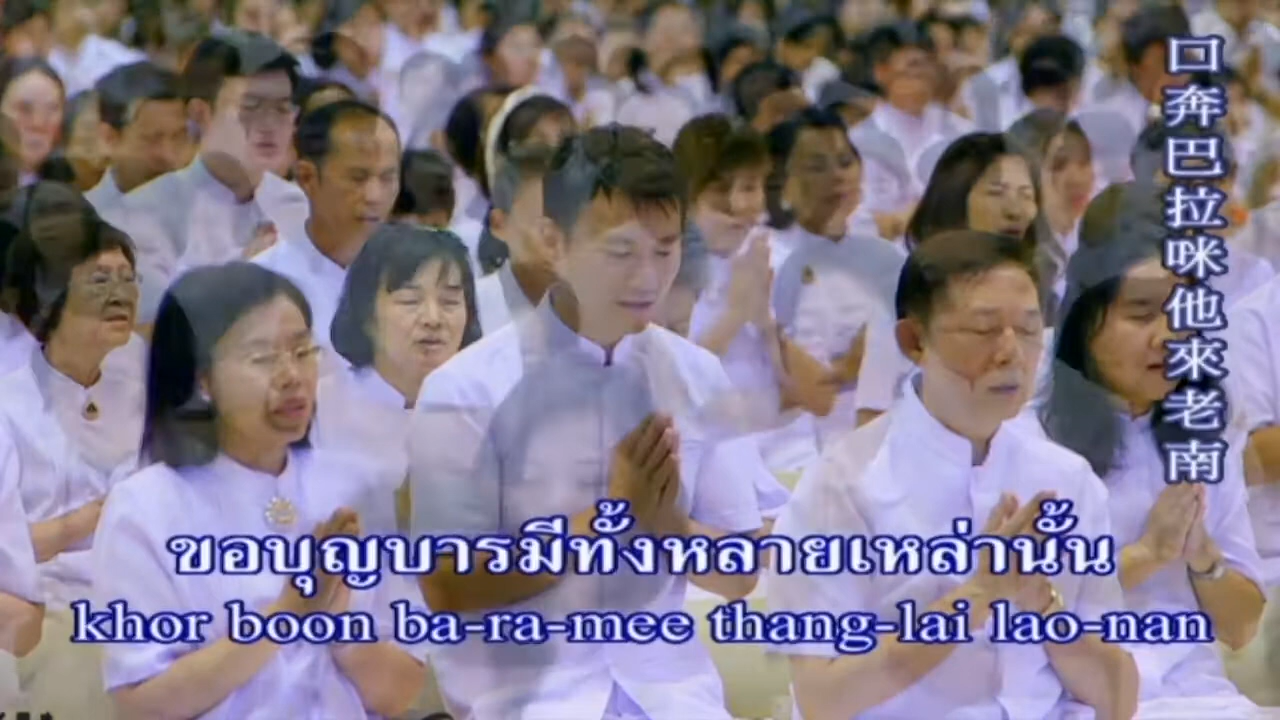 口奔巴拉咪他來老南
ขอบุญบารมีทั้งหลายเหล่านั้น
khor boon ba-ra-mee thang-lai lao-nan